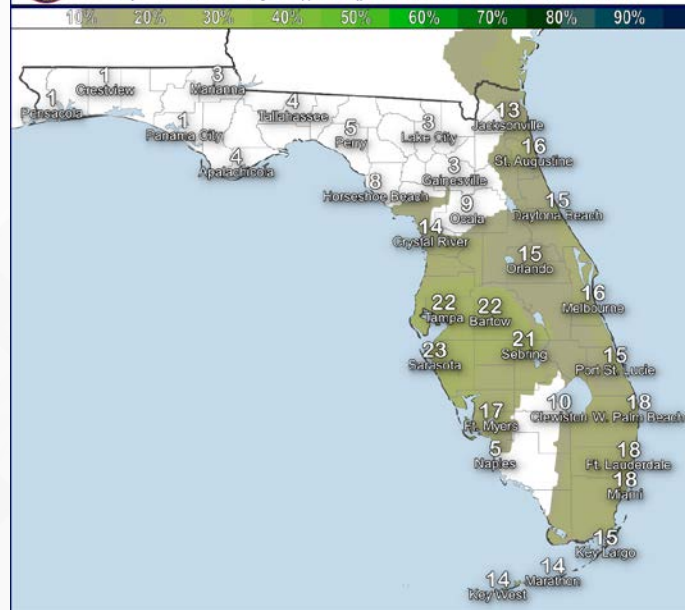 10% 20% 30% 40% 50% 60% 70% 80% 90%
1
Crestview
3
Marianna
1
Pensacola
4
Tallahassee
13
Jacksonville
1
Panama City
5
Perry
3
Lake City
16
St. Augustine
4
Apalachicola
3
Gainesville
8
Horseshoe Beach
9
Ocala
15
Daytona Beach
14
Crystal River
15
Orlando
22
Tampa
22
Bartow
16
Melbourne
23
Sarasota
21
Sebring
15
Port St. Lucie
17
Ft. Myers
10
Clewiston
18
W. Palm Beach
5
Naples
18
Ft. Lauderdale
18
Miami
15
Key Largo
14
Marathon
14
Key West